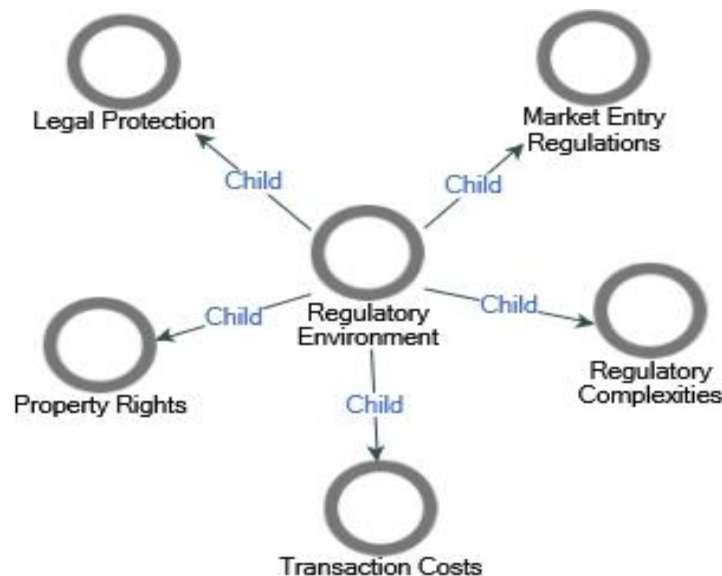 Legal Protection
Market Entry
Regulations
Child
Child
Regulatory
Environment
Child
Child
Property Rights
Regulatory
Complexities
Child
Transaction Costs